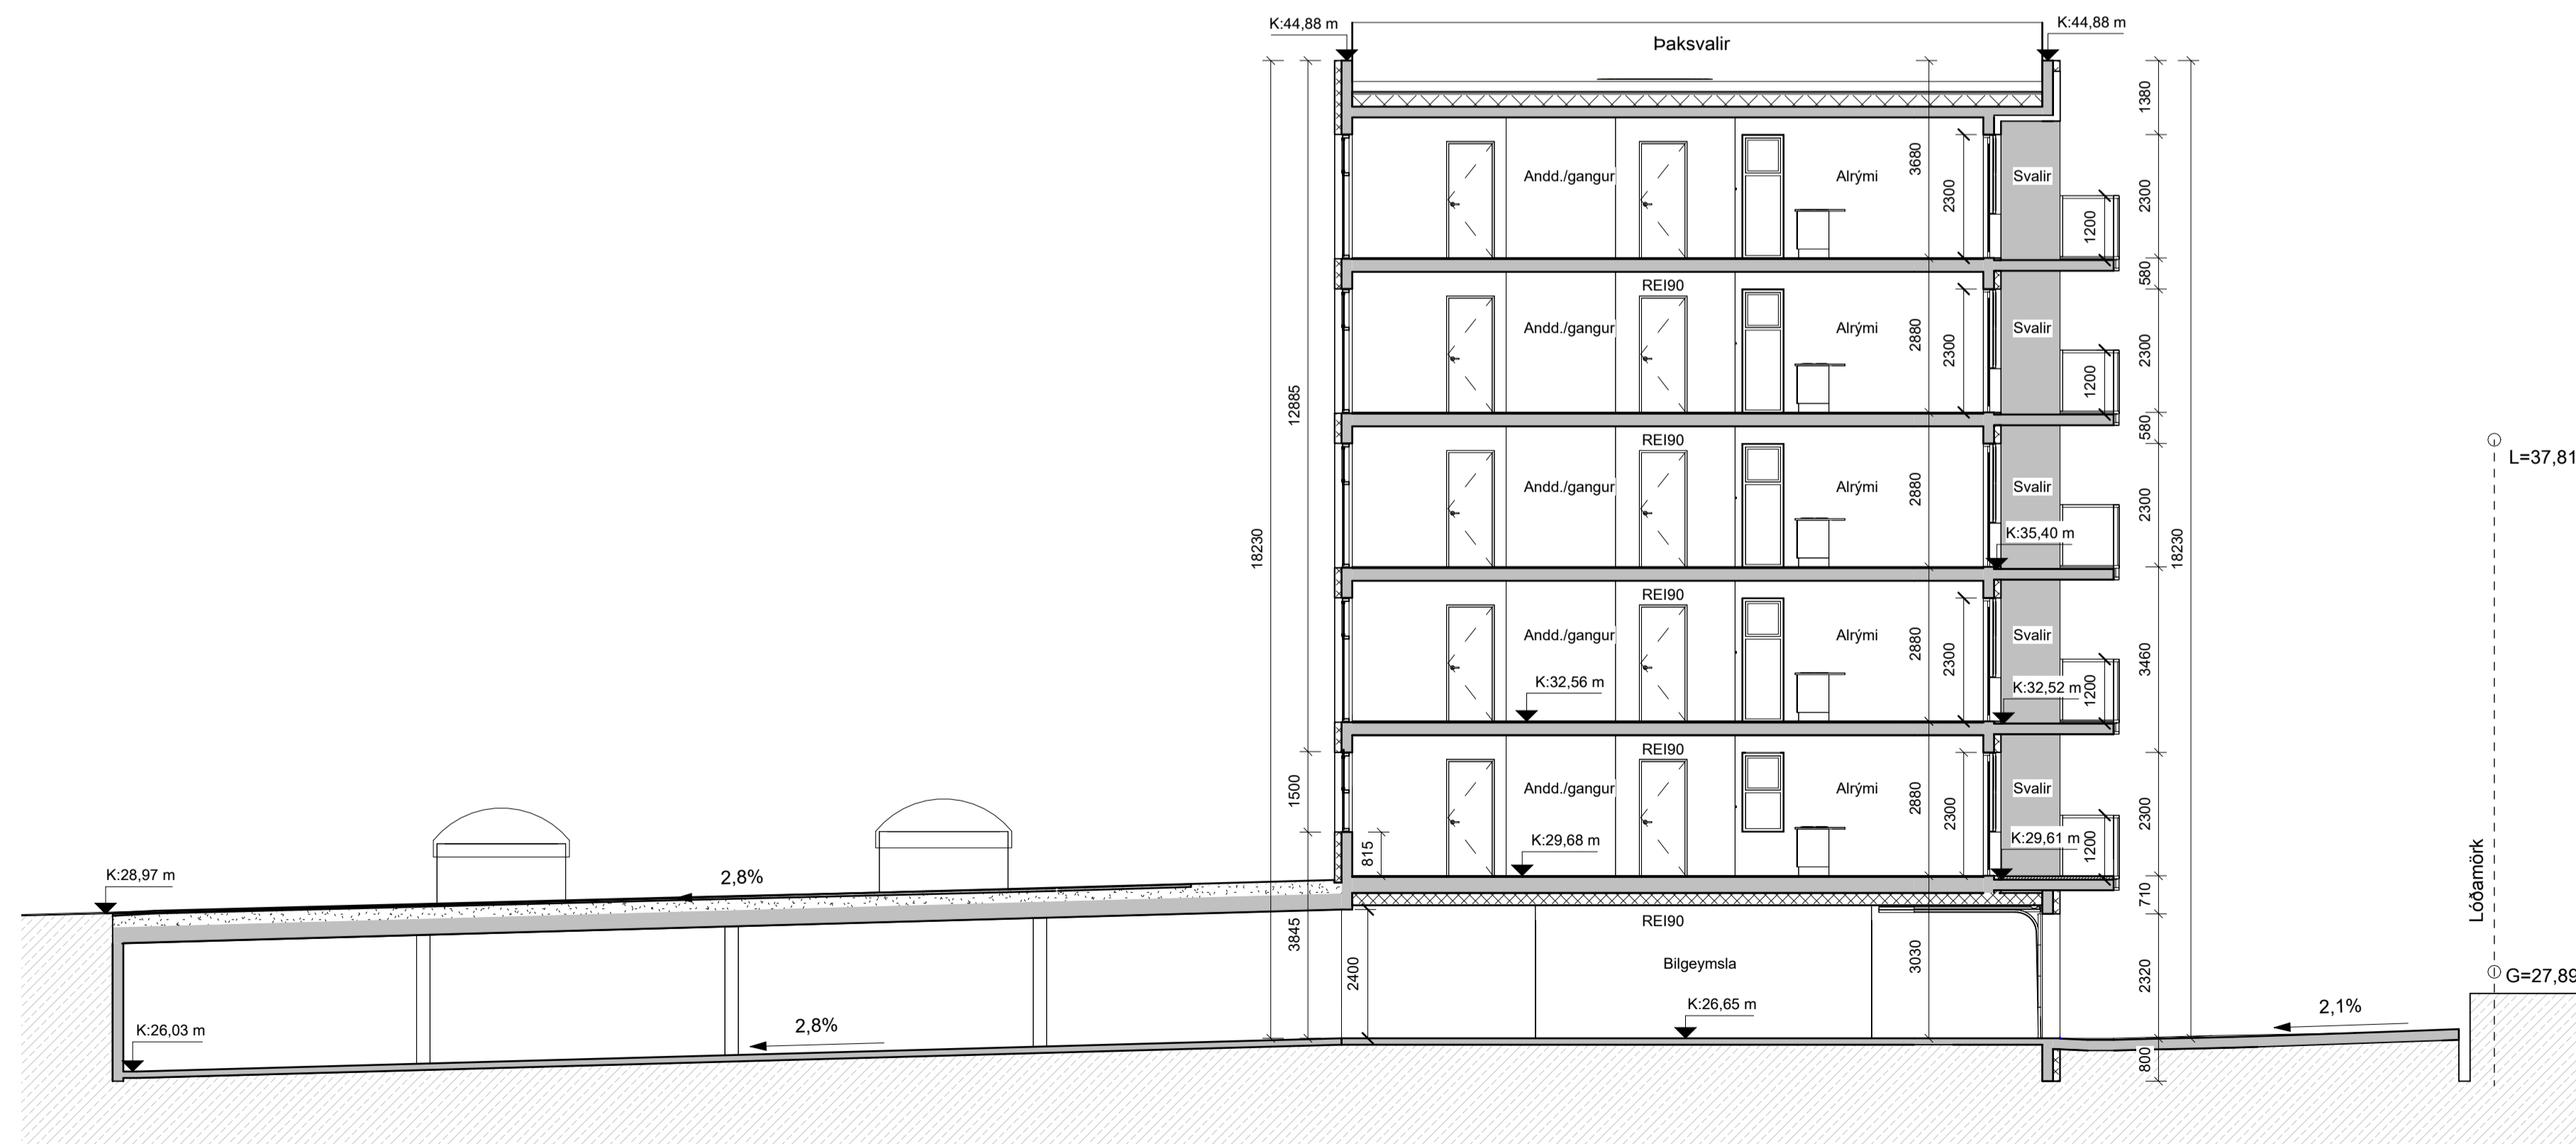 K:44,88 m
K:44,88 m
Þaksvalir
1380
3680
2300
Andd./gangur
Alrými
Svalir
2300
1200
580
REI90
Andd./gangur
Alrými
2880
2300
Svalir
2300
1200
12885
580
REI90
L=37,81
Andd./gangur
Alrými
2880
Svalir
2300
K:35,40 m
18230
18230
REI90
Andd./gangur
Alrými
2880
2300
Svalir
3460
K:32,56 m
K:32,52 m
1200
REI90
1500
Andd./gangur
Alrými
2880
2300
Svalir
2300
K:29,68 m
K:29,61 m
815
1200
K:28,97 m
2,8%
Lóðamörk
710
REI90
3845
2400
Bilgeymsla
3030
2320
G=27,89
K:26,65 m
2,1%
K:26,03 m
2,8%
800